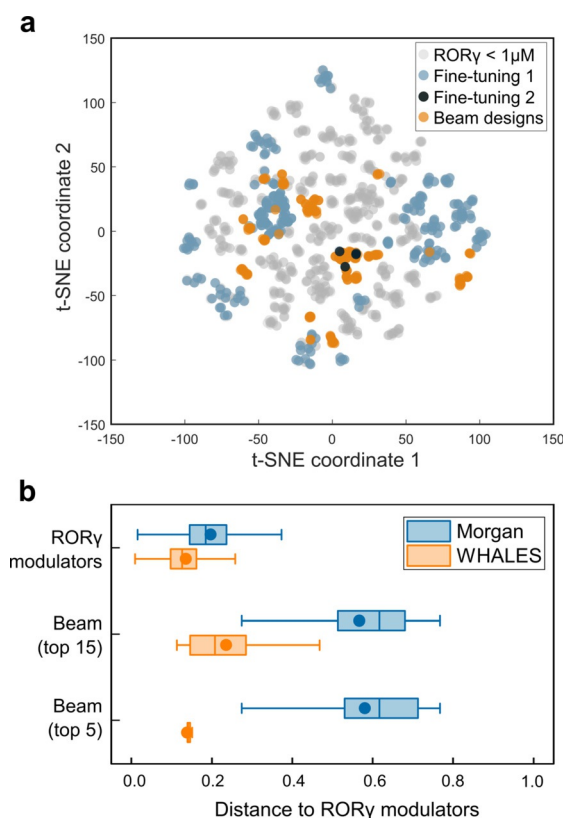 a
150
100
50
0
-50
-100
-150
t-SNE coordinate 2
RORγ < 1μM
Fine-tuning 1
Fine-tuning 2
Beam designs
-150 -100 -50 0 50 100 150
t-SNE coordinate 1
b
RORγ
modulators
Beam
(top 15)
Beam
(top 5)
Morgan
WHALES
0.0 0.2 0.4 0.6 0.8 1.0
Distance to RORγ modulators